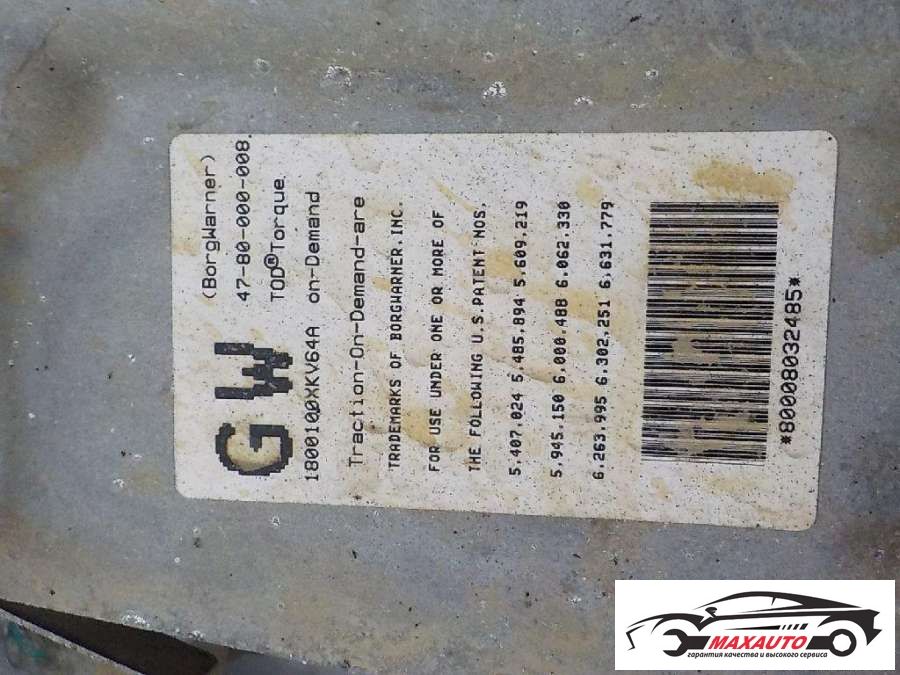 (BorgWarner)
GW 47-80-000-008.
TOD®Torque
1800100XKV64A on-Demand
Traction-On-Demand-are
TRADEMARKS OF BORGWARNER,INC.
FOR USE UNDER ONE OR MORE OF
THE FOLLOWING U.S.PATENT NOS,
5,407,024 5,485,894 5,609,219
5,945,150 6,000,488 6,062,330
6,263,995 6,302,251 6,631,779
*80008032485*
MAXAUTO
гарантия качества и высокого сервиса